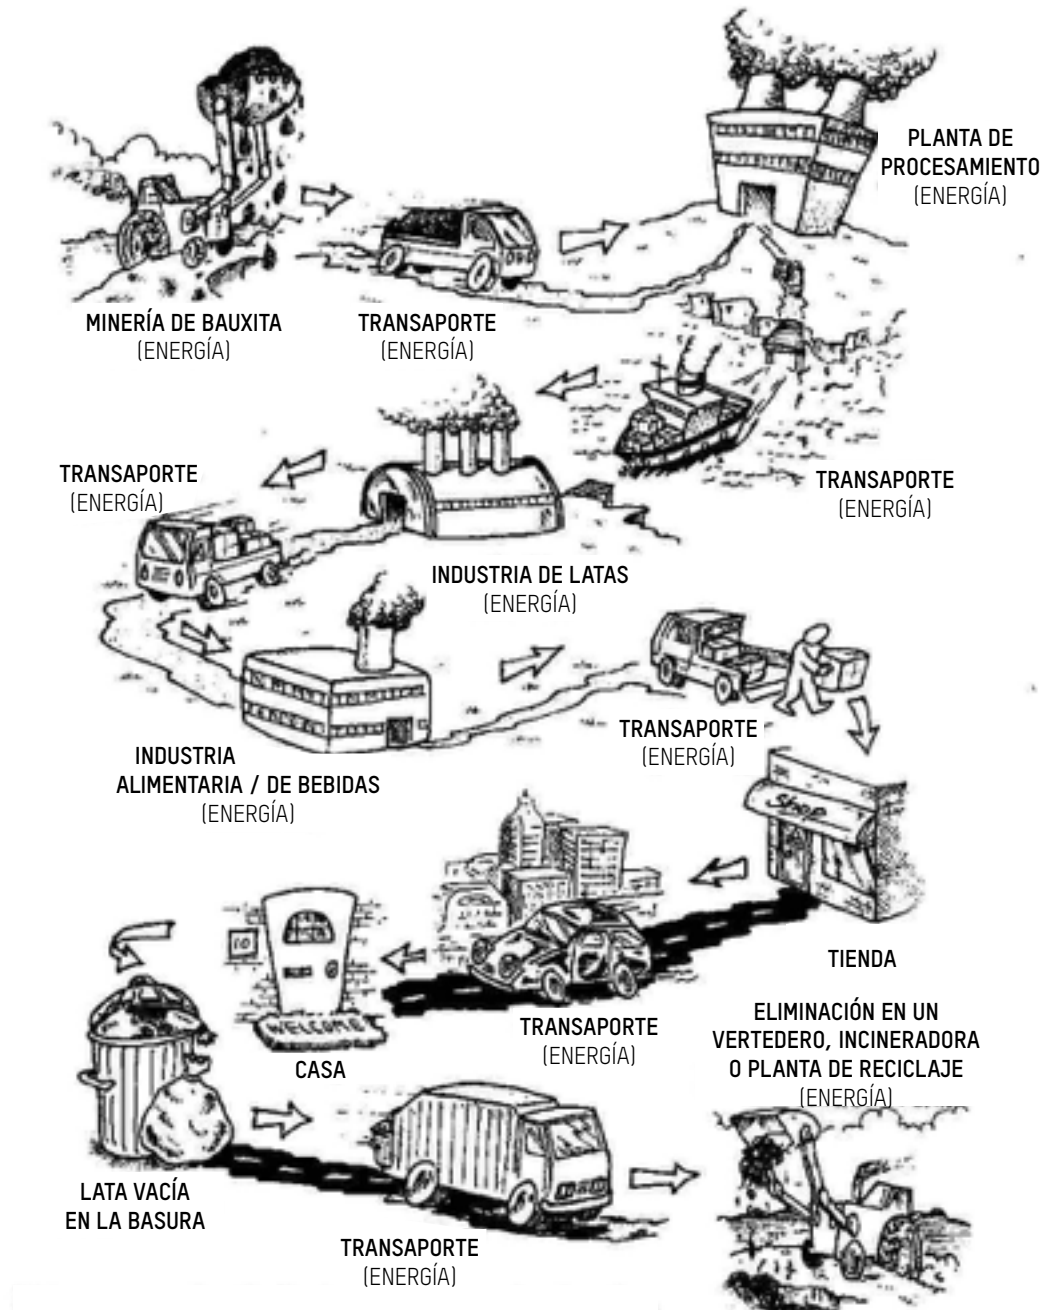 MINERÍA DE BAUXITA
(ENERGÍA)
TRANSAPORTE
(ENERGÍA)
PLANTA DE
PROCESAMIENTO
(ENERGÍA)
TRANSAPORTE
(ENERGÍA)
INDUSTRIA DE LATAS
(ENERGÍA)
TRANSAPORTE
(ENERGÍA)
INDUSTRIA
ALIMENTARIA / DE BEBIDAS
(ENERGÍA)
TRANSAPORTE
(ENERGÍA)
Shop
TIENDA
TRANSAPORTE
(ENERGÍA)
10
WELCOME
CASA
LATA VACÍA
EN LA BASURA
TRANSAPORTE
(ENERGÍA)
ELIMINACIÓN EN UN
VERTEDERO, INCINERADORA
O PLANTA DE RECICLAJE
(ENERGÍA)